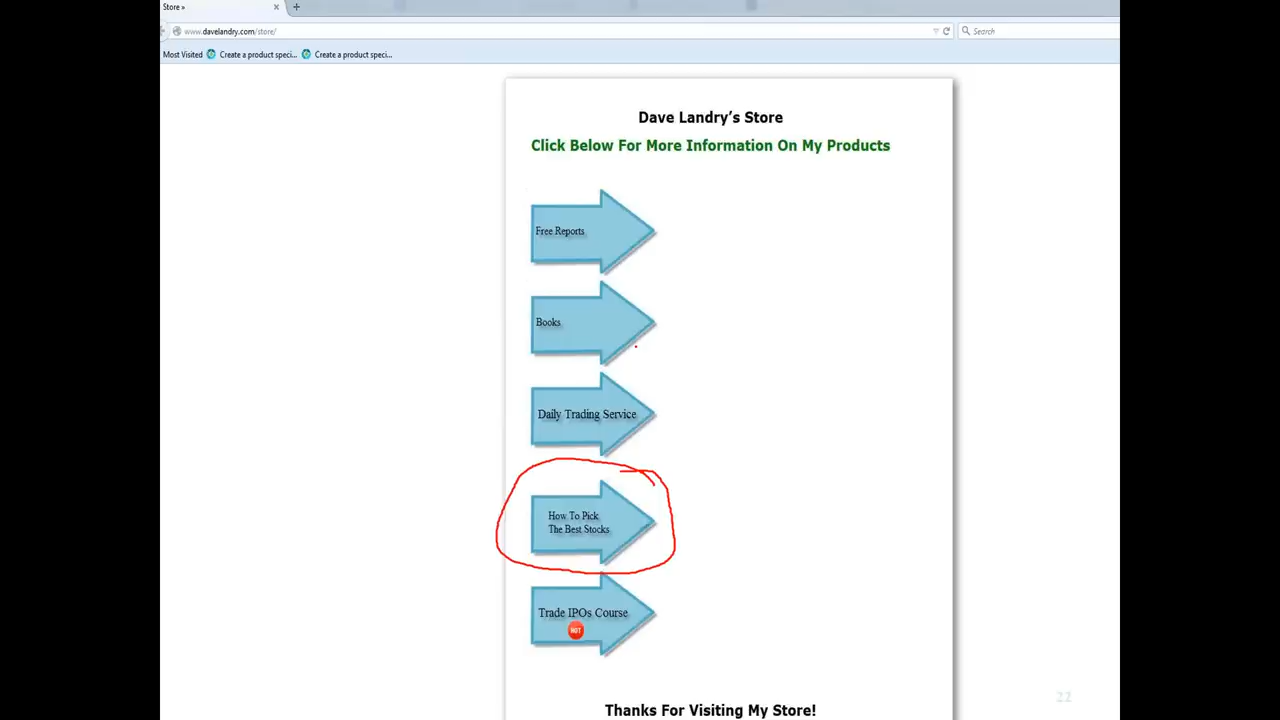 Store »
www.davelandry.com/store/
Search
Most Visited Create a product speci... Create a product speci...
Dave Landry's Store
Click Below For More Information On My Products
Free Reports
Books
Daily Trading Service
How To Pick
The Best Stocks
Trade IPOs Course
HOT
Thanks For Visiting My Store!
22